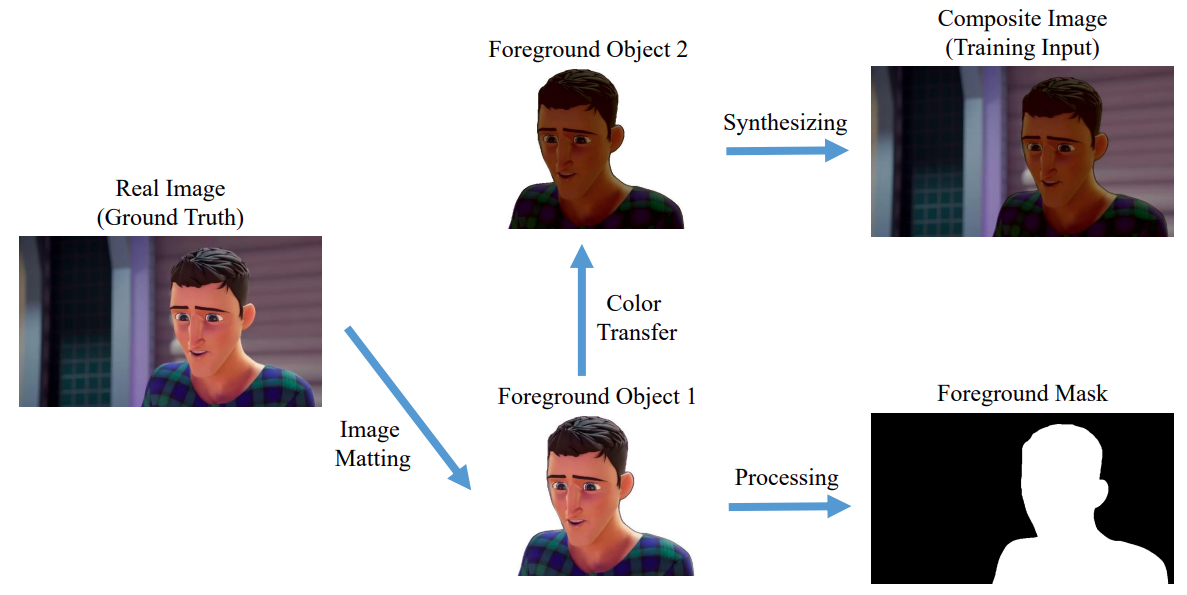 Real Image
(Ground Truth)
Image
Matting
Foreground Object 2
Color
Transfer
Foreground Object 1
Synthesizing
Processing
Composite Image
(Training Input)
Foreground Mask